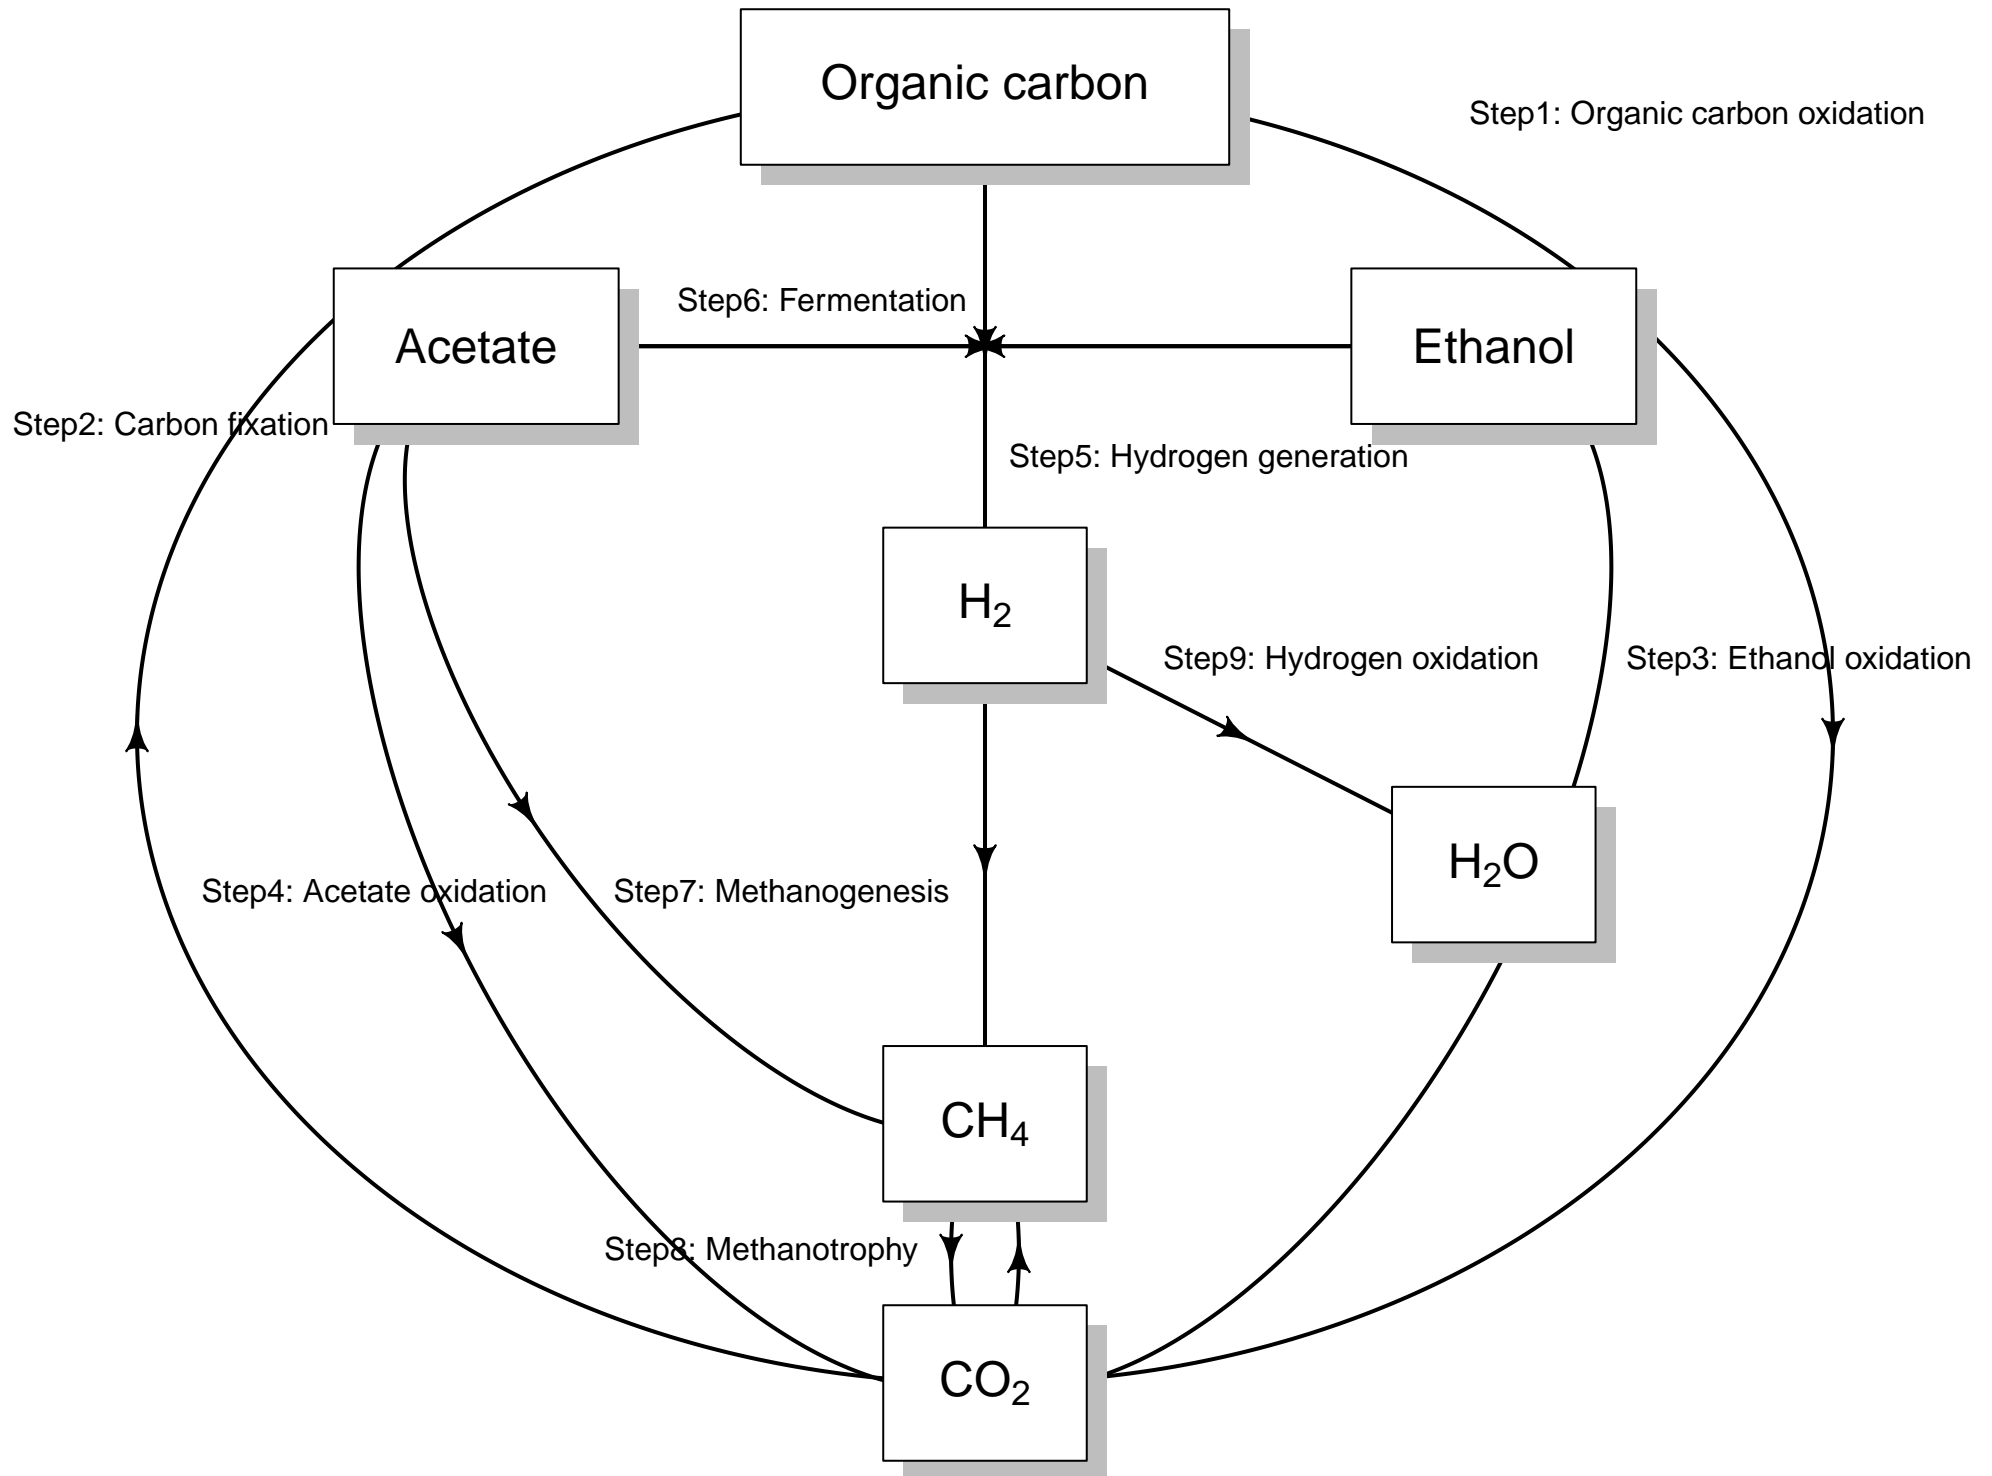 Organic carbon
Step1: Organic carbon oxidation
Step6: Fermentation
Acetate
Ethanol
Step2: Carbon fixation
Step5: Hydrogen generation
H₂
Step9: Hydrogen oxidation
Step3: Ethanol oxidation
H₂O
Step4: Acetate oxidation
Step7: Methanogenesis
CH₄
Step8: Methanotrophy
CO₂